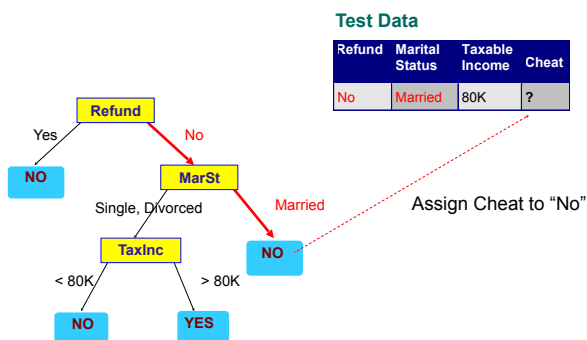 Test Data
Refund Marital Status Taxable Income Cheat
No Married 80K ?
Refund
Yes
No
NO
MarSt
Single, Divorced
Married
Assign Cheat to “No”
TaxInc
NO
< 80K
> 80K
NO
YES